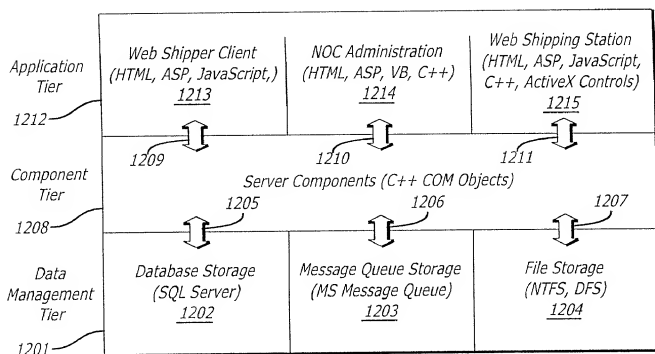 Application
Tier
1212
Web Shipper Client
(HTML, ASP, JavaScript,)
1213
NOC Administration
(HTML, ASP, VB, C++)
1214
Web Shipping Station
(HTML, ASP, JavaScript,
C++, ActiveX Controls)
1215
1209
1210
1211
Component
Tier
1208
Server Components (C++ COM Objects)
1205
1206
1207
Data
Management
Tier
1201
Database Storage
(SQL Server)
1202
Message Queue Storage
(MS Message Queue)
1203
File Storage
(NTFS, DFS)
1204